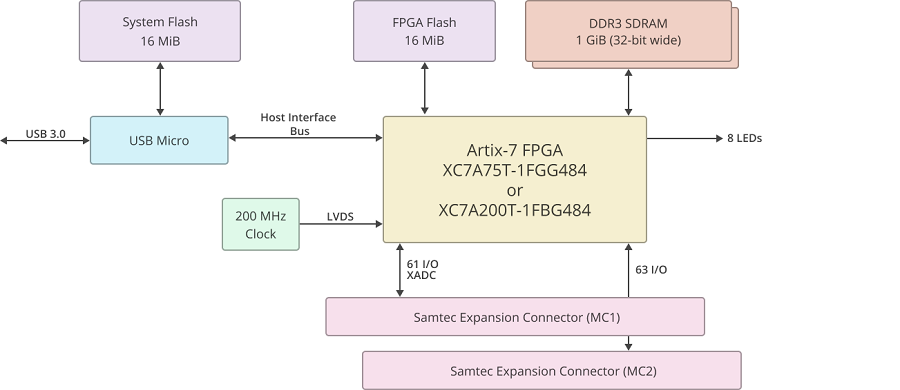 System Flash
16 MiB
FPGA Flash
16 MiB
DDR3 SDRAM
1 GiB (32-bit wide)
USB 3.0
USB Micro
Host Interface
Bus
Artix-7 FPGA
XC7A75T-1FGG484
or
XC7A200T-1FBG484
8 LEDs
200 MHz
Clock
LVDS
61 I/O
XADC
63 I/O
Samtec Expansion Connector (MC1)
Samtec Expansion Connector (MC2)